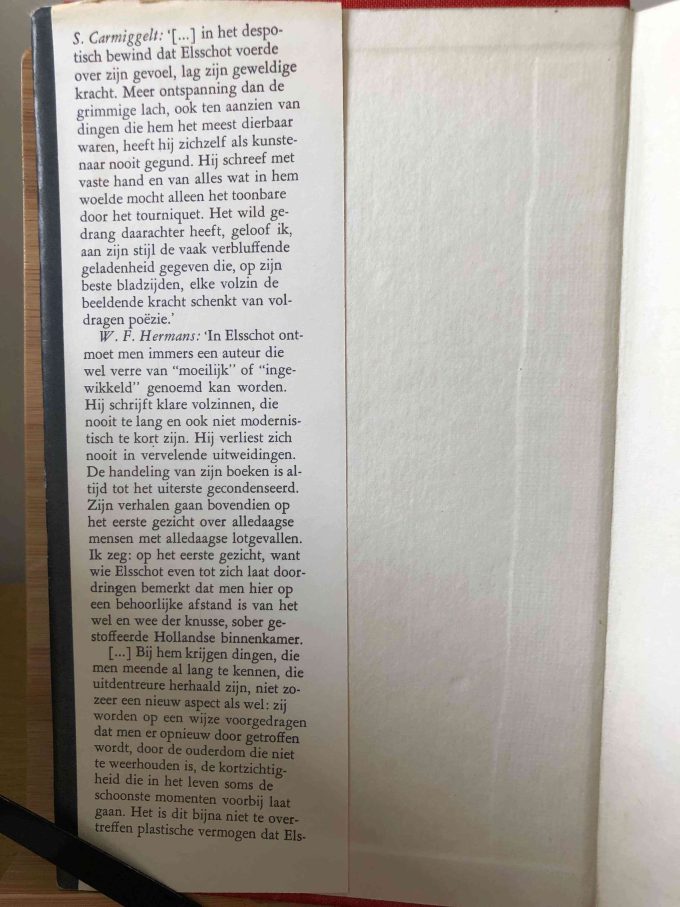 S. Carmiggelt: '[...] in het despo-
tisch bewind dat Elsschot voerde
over zijn gevoel, lag zijn geweldige
kracht. Meer ontspanning dan de
grimmige lach, ook ten aanzien van
dingen die hem het meest dierbaar
waren, heeft hij zichzelf als kunste-
naar nooit gegund. Hij schreef met
vaste hand en van alles wat in hem
woelde mocht alleen het toonbare
door het tourniquet. Het wild ge-
drang daarachter heeft, geloof ik,
aan zijn stijl de vaak verbluffende
geladenheid gegeven die, op zijn
beste bladzijden, elke volzin de
beeldende kracht schenkt van vol-
dragen poëzie.'
W. F. Hermans: 'In Elsschot ont-
moet men immers een auteur die
wel verre van "moeilijk" of "inge-
wikkeld" genoemd kan worden.
Hij schrijft klare volzinnen, die
nooit te lang en ook niet modernis-
tisch te kort zijn. Hij verliest zich
nooit in vervelende uitweidingen.
De handeling van zijn boeken is al-
tijd tot het uiterste gecondenseerd.
Zijn verhalen gaan bovendien op
het eerste gezicht over alledaagse
mensen met alledaagse lotgevallen.
Ik zeg: op het eerste gezicht, want
wie Elsschot even tot zich laat door-
dringen bemerkt dat men hier op
een behoorlijke afstand is van het
wel en wee der knusse, sober ge-
stoffeerde Hollandse binnenkamer.
[...] Bij hem krijgen dingen, die
men meende al lang te kennen, die
uitdentreure herhaald zijn, niet zo-
zeer een nieuw aspect als wel: zij
worden op een wijze voorgedragen
dat men er opnieuw door getroffen
wordt, door de ouderdom die niet
te weerhouden is, de kortzichtig-
heid die in het leven soms de
schoonste momenten voorbij laat
gaan. Het is dit bijna niet te over-
treffen plastische vermogen dat Els-